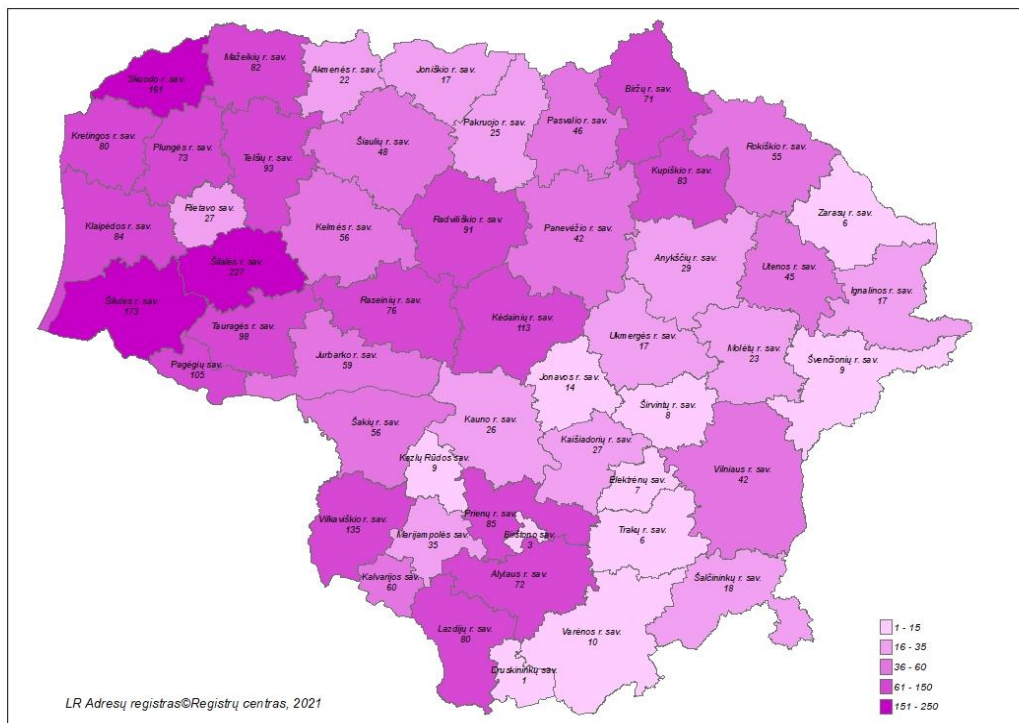 Skuodo r. sav.
161
Mažeikių r. sav.
82
Akmenės r. sav.
22
Joniškio r. sav.
17
Pakruojo r. sav.
25
Pasvalio r. sav.
46
Biržų r. sav.
71
Rokiškio r. sav.
55
Kretingos r. sav.
80
Plungės r. sav.
73
Telšių r. sav.
93
Šiaulių r. sav.
48
Kupiškio r. sav.
83
Zarasų r. sav.
6
Rietavo sav.
27
Klaipėdos r. sav.
84
Kelmės r. sav.
56
Radviliškio r. sav.
91
Panevėžio r. sav.
42
Anykščių r. sav.
29
Utenos r. sav.
45
Ignalinos r. sav.
17
Šilalės r. sav.
227
Šilutės r. sav.
173
Tauragės r. sav.
98
Raseinių r. sav.
76
Kėdainių r. sav.
113
Ukmergės r. sav.
17
Molėtų r. sav.
23
Švenčionių r. sav.
9
Pagėgių sav.
105
Jurbarko r. sav.
59
Jonavos r. sav.
14
Širvintų r. sav.
8
Šakių r. sav.
56
Kauno r. sav.
26
Kaišiadorių r. sav.
27
Kazlų Rūdos sav.
9
Elektrėnų sav.
7
Vilniaus r. sav.
42
Vilkaviškio r. sav.
135
Prienų r. sav.
85
Marijampolės sav.
35
Birštono sav.
3
Trakų r. sav.
6
Kalvarijos sav.
60
Alytaus r. sav.
72
Šalčininkų r. sav.
18
Lazdijų r. sav.
80
Varėnos r. sav.
10
Druskininkų sav.
1
1 - 15
16 - 35
36 - 60
61 - 150
151 - 250
LR Adresų registras©Registrų centras, 2021